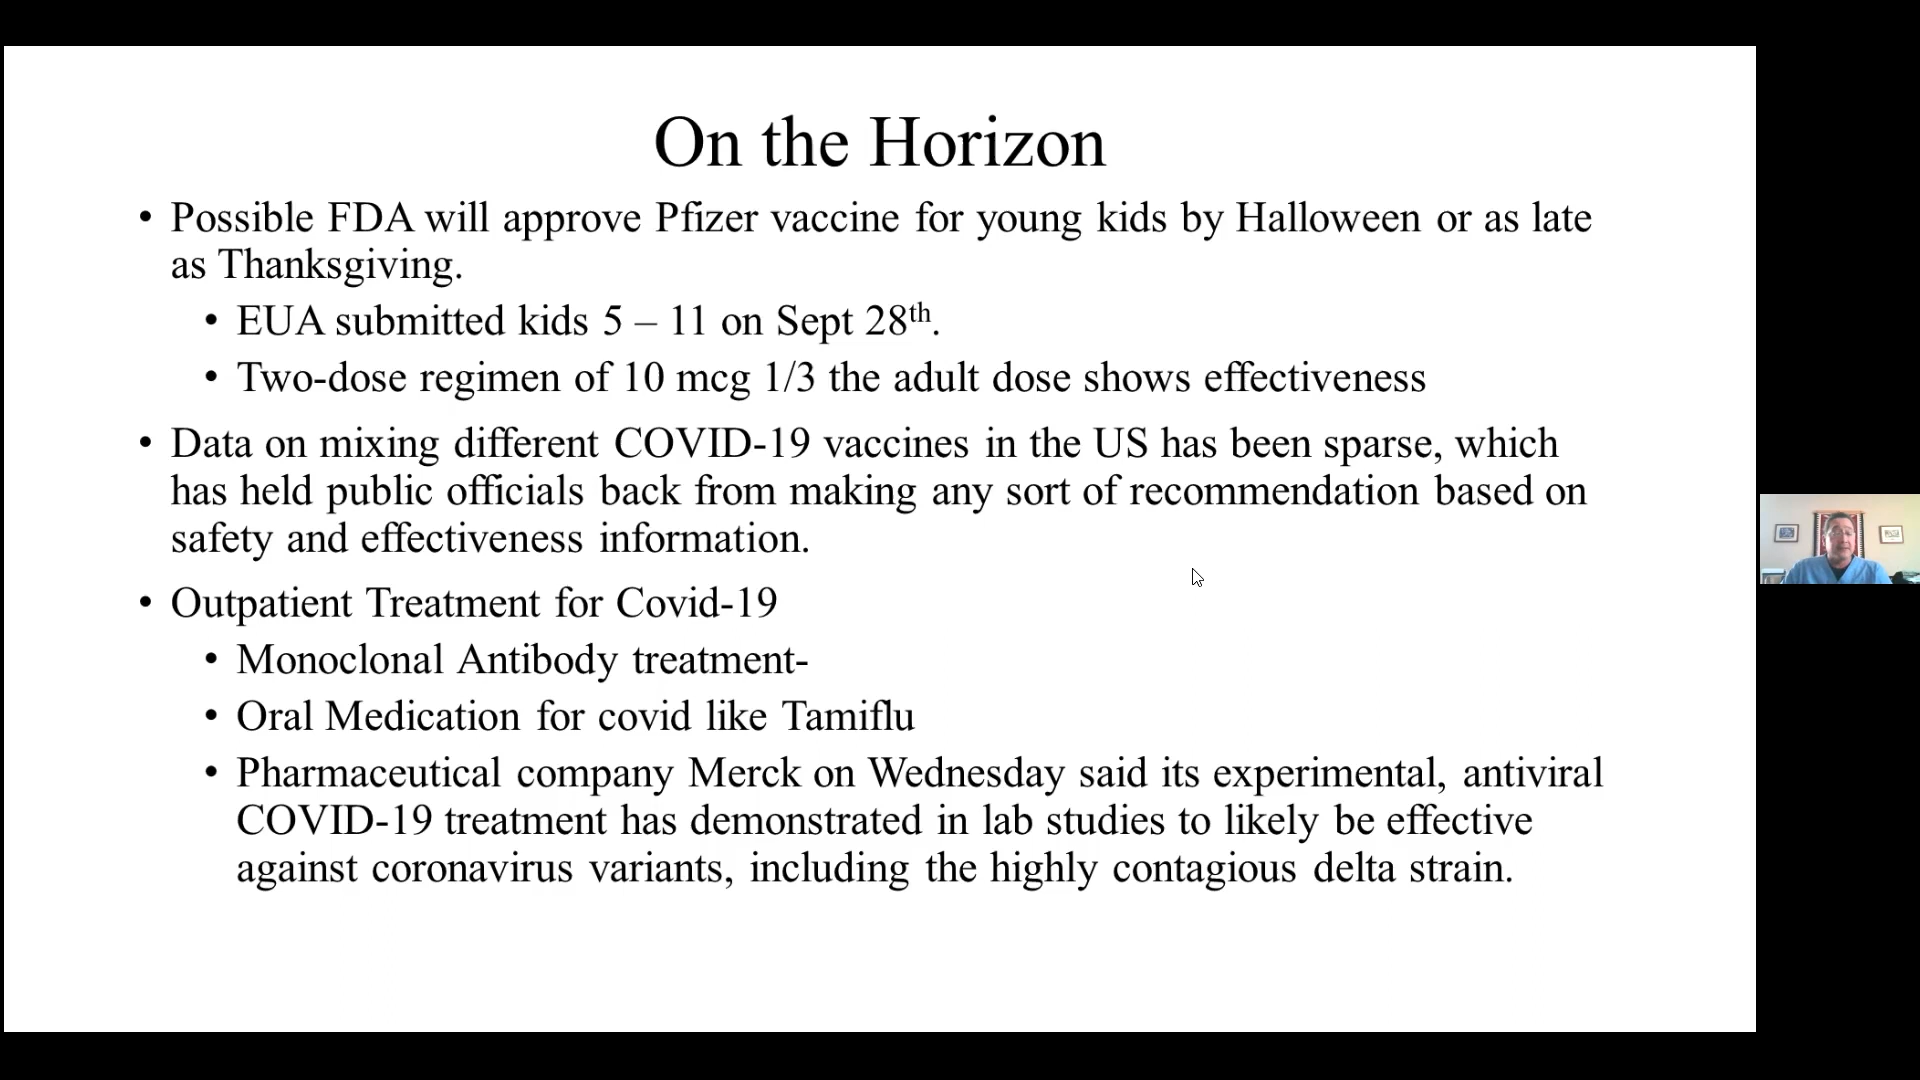 On the Horizon
• Possible FDA will approve Pfizer vaccine for young kids by Halloween or as late
as Thanksgiving.
• EUA submitted kids 5 – 11 on Sept 28th.
• Two-dose regimen of 10 mcg 1/3 the adult dose shows effectiveness
• Data on mixing different COVID-19 vaccines in the US has been sparse, which
has held public officials back from making any sort of recommendation based on
safety and effectiveness information.
• Outpatient Treatment for Covid-19
• Monoclonal Antibody treatment-
• Oral Medication for covid like Tamiflu
• Pharmaceutical company Merck on Wednesday said its experimental, antiviral
COVID-19 treatment has demonstrated in lab studies to likely be effective
against coronavirus variants, including the highly contagious delta strain.